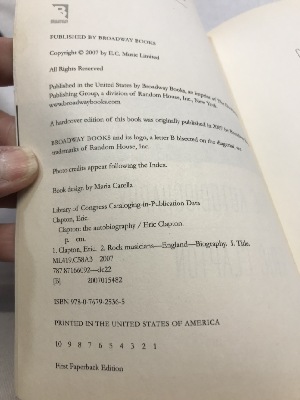 PUBLISHED BY BROADWAY BOOKS
Copyright © 2007 by E.C. Music Limited
All Rights Reserved
Published in the United States by Broadway Books, an imprint of The
Publishing Group, a division of Random House, Inc., New York.
www.broadwaybooks.com
A hardcover edition of this book was originally published in 2007 by Broadway
BROADWAY BOOKS and its logo, a letter B bisected on the diagonal, are
trademarks of Random House, Inc.
Photo credits appear following the Index.
Book design by Maria Carella
Library of Congress Cataloging-in-Publication Data
Clapton, Eric.
Clapton: the autobiography / Eric Clapton.
p. cm.
1. Clapton, Eric. 2. Rock musicians—England—Biography. I. Title.
ML419.C58A3 2007
787.87166092—dc22
[B] 2007015482
ISBN 978-0-7679-2536-5
PRINTED IN THE UNITED STATES OF AMERICA
10 9 8 7 6 5 4 3 2 1
First Paperback Edition